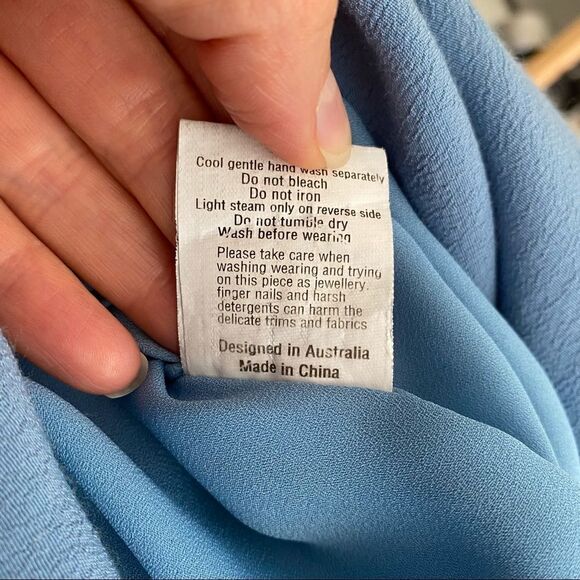 Cool gentle hand wash separately
Do not bleach
Do not iron
Light steam only on reverse side
Do not tumble dry
Wash before wearing
Please take care when
washing wearing and trying
on this piece as jewellery.
finger nails and harsh
detergents can harm the
delicate trims and fabrics
Designed in Australia
Made in China